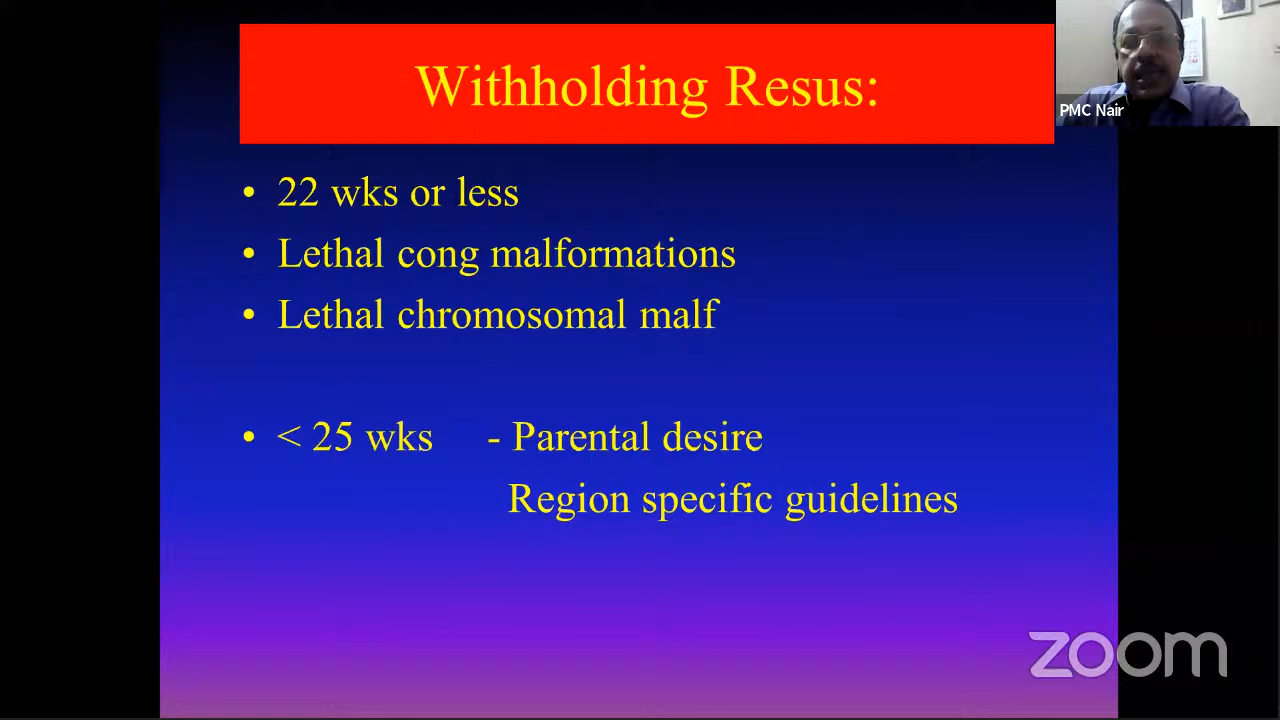 Withholding Resus:
PMC Nair
• 22 wks or less
• Lethal cong malformations
• Lethal chromosomal malf
• < 25 wks - Parental desire
Region specific guidelines
zoom